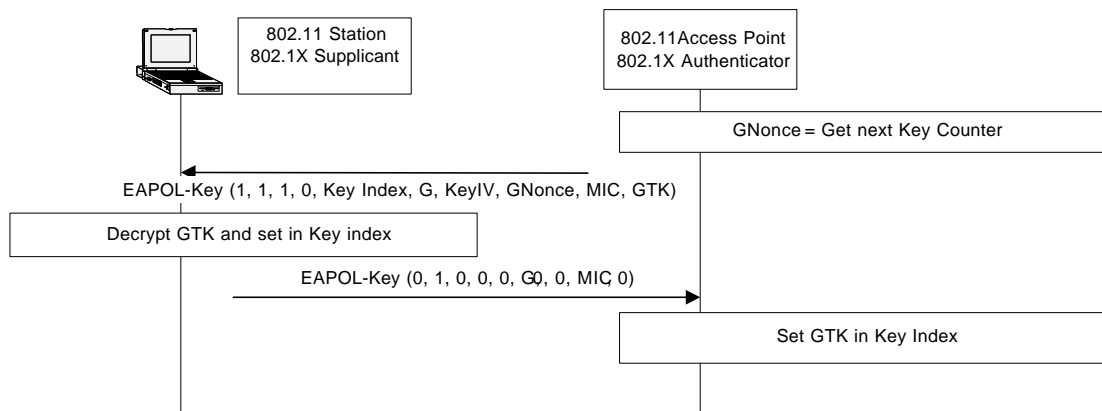 802.11 Station
802.1X Supplicant
802.11Access Point
802.1X Authenticator
GNonce = Get next Key Counter
EAPOL-Key (1, 1, 1, 0, Key Index, G, KeyIV, GNonce, MIC, GTK)
Decrypt GTK and set in Key index
EAPOL-Key (0, 1, 0, 0, 0, G, 0, 0, MIC, 0)
Set GTK in Key Index